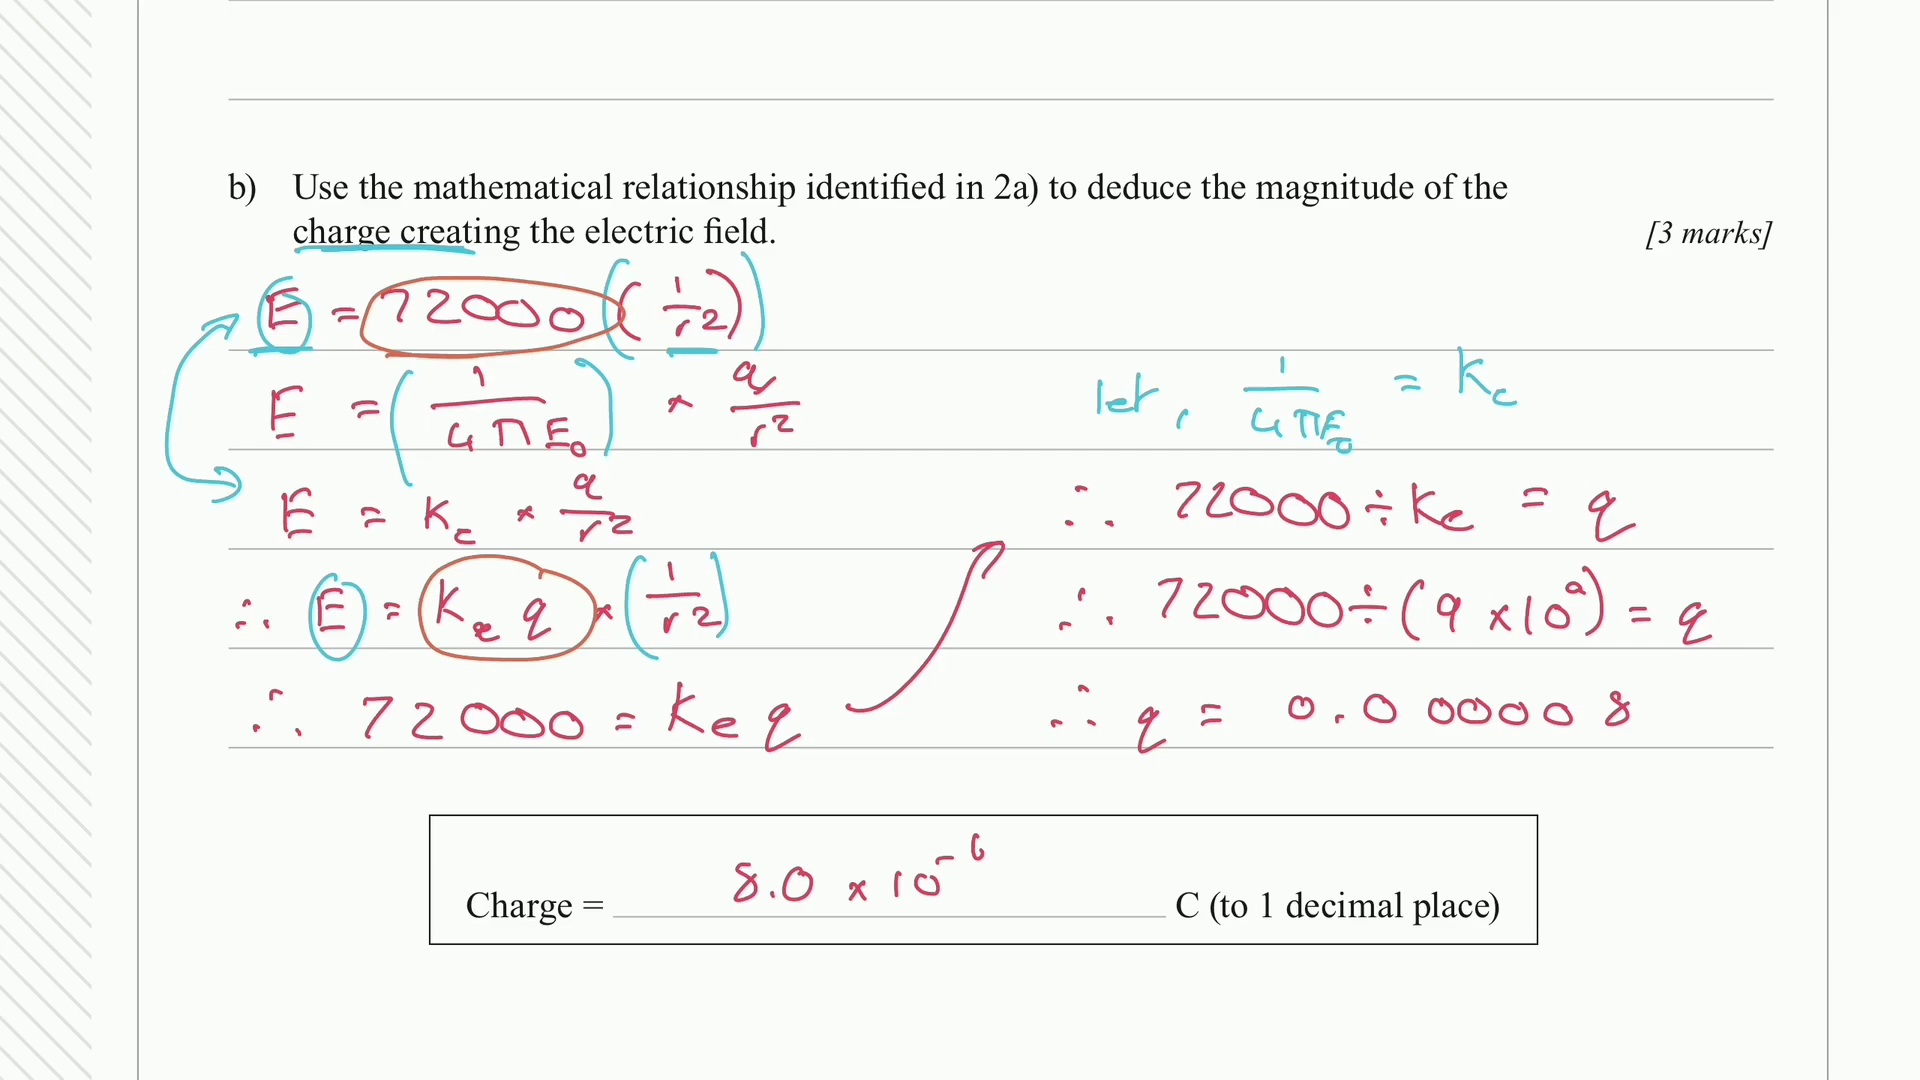 b) Use the mathematical relationship identified in 2a) to deduce the magnitude of the
charge creating the electric field. [3 marks]
E = 72000 (1/r²)
E = (1/4πE₀) × q/r²
E = Ke × q/r²
∴ E = Ke q × (1/r²)
∴ 72000 = Ke q
let, 1/4πE₀ = Ke
∴ 72000 ÷ Ke = q
∴ 72000 ÷ (9 × 10⁹) = q
∴ q = 0.000008
Charge = 8.0 × 10⁻⁶ C (to 1 decimal place)